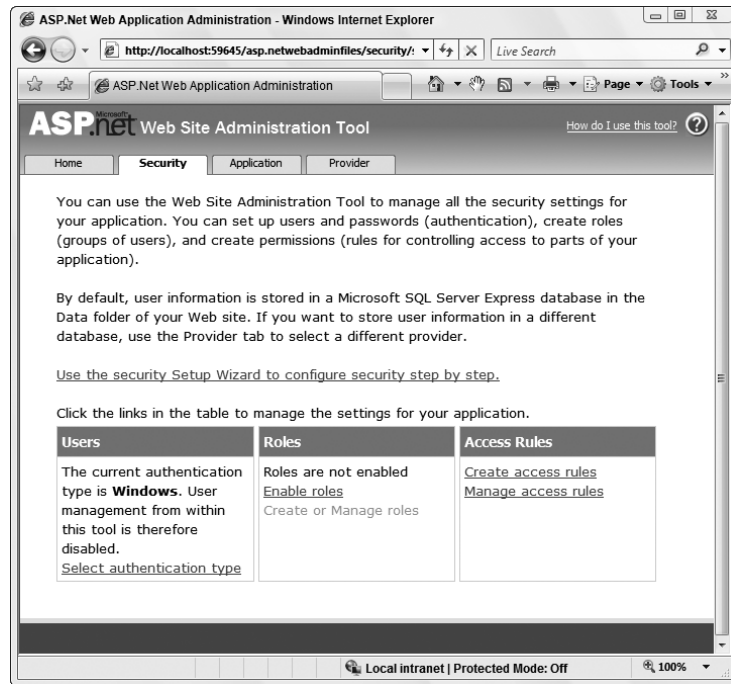 ASP.Net Web Application Administration - Windows Internet Explorer
http://localhost:59645/asp.netwebadminfiles/security/
Live Search
ASP.Net Web Application Administration
Page
Tools
Microsoft
ASP.net Web Site Administration Tool
How do I use this tool? ?
Home Security Application Provider
You can use the Web Site Administration Tool to manage all the security settings for
your application. You can set up users and passwords (authentication), create roles
(groups of users), and create permissions (rules for controlling access to parts of your
application).
By default, user information is stored in a Microsoft SQL Server Express database in the
Data folder of your Web site. If you want to store user information in a different
database, use the Provider tab to select a different provider.
Use the security Setup Wizard to configure security step by step.
Click the links in the table to manage the settings for your application.
Users
The current authentication
type is Windows. User
management from within
this tool is therefore
disabled.
Select authentication type
Roles
Roles are not enabled
Enable roles
Create or Manage roles
Access Rules
Create access rules
Manage access rules
Local intranet | Protected Mode: Off
100%